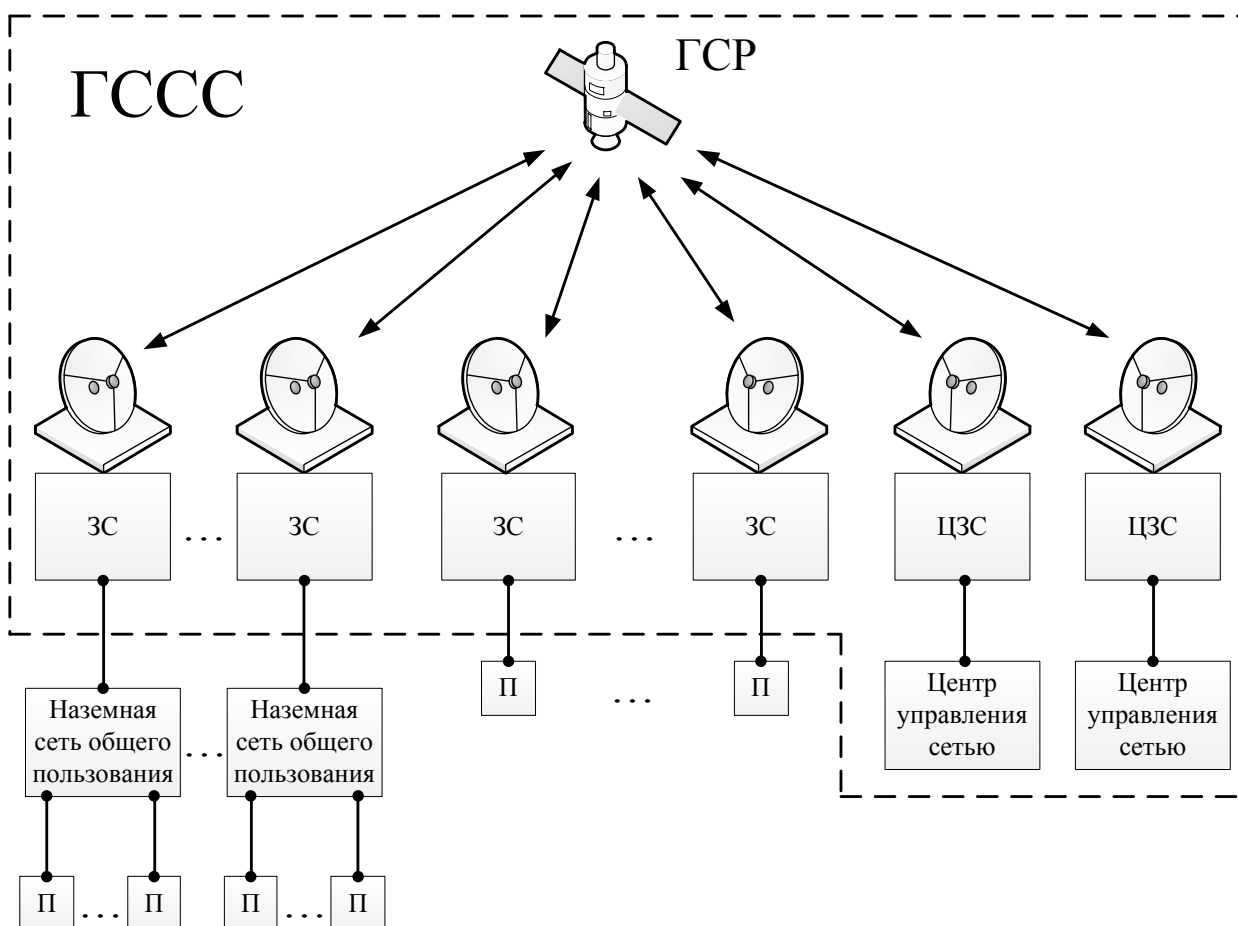 ГСР
ГССС
ЗС
...
ЗС
ЗС
...
ЗС
ЦЗС
ЦЗС
П
...
П
Центр
управления
сетью
Центр
управления
сетью
Наземная
сеть общего
пользования
...
Наземная
сеть общего
пользования
П
...
П
П
...
П